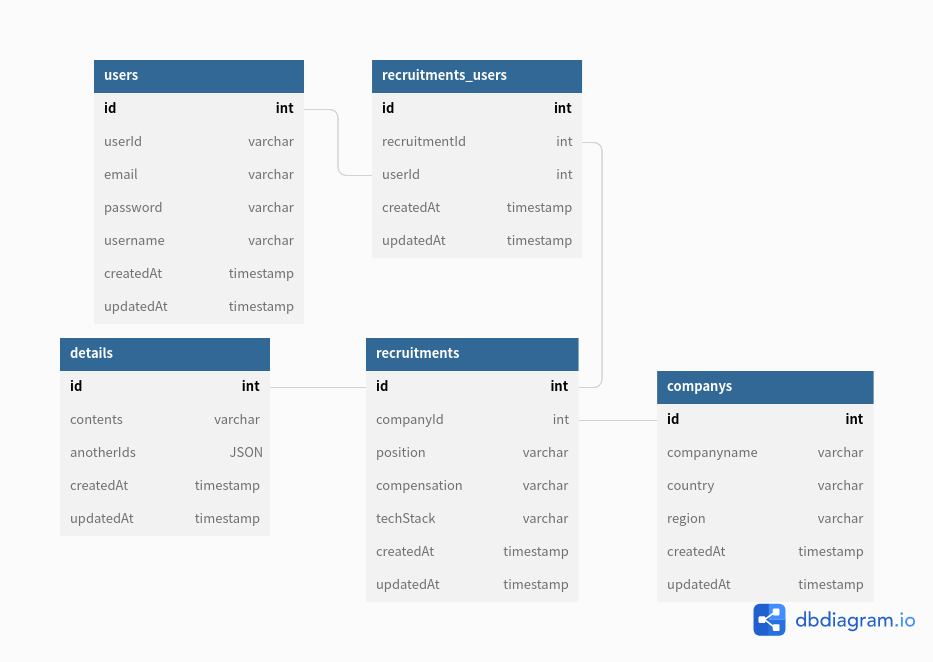 users
id int
userId varchar
email varchar
password varchar
username varchar
createdAt timestamp
updatedAt timestamp
recruitments_users
id int
recruitmentId int
userId int
createdAt timestamp
updatedAt timestamp
details
id int
contents varchar
anotherIds JSON
createdAt timestamp
updatedAt timestamp
recruitments
id int
companyId int
position varchar
compensation varchar
techStack varchar
createdAt timestamp
updatedAt timestamp
companys
id int
companyname varchar
country varchar
region varchar
createdAt timestamp
updatedAt timestamp
dbdiagram.io